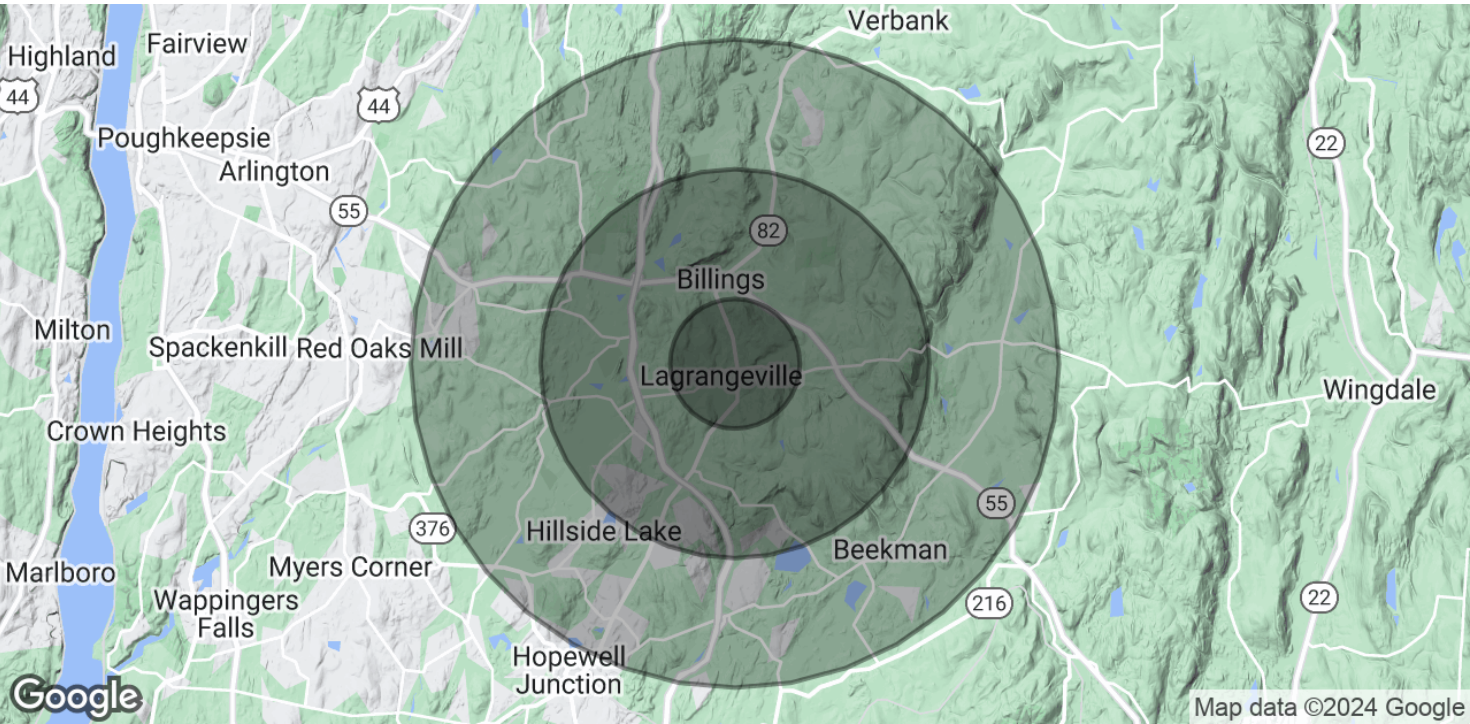 Verbank
Fairview
Highland
44
44
Poughkeepsie
22
Arlington
55
82
Billings
Milton
Spackenkill
Red Oaks Mill
Lagrangeville
Wingdale
Crown Heights
55
376
Hillside Lake
Beekman
Marlboro
Myers Corner
Wappingers
Falls
216
22
Hopewell
Junction
Google
Map data ©2024 Google